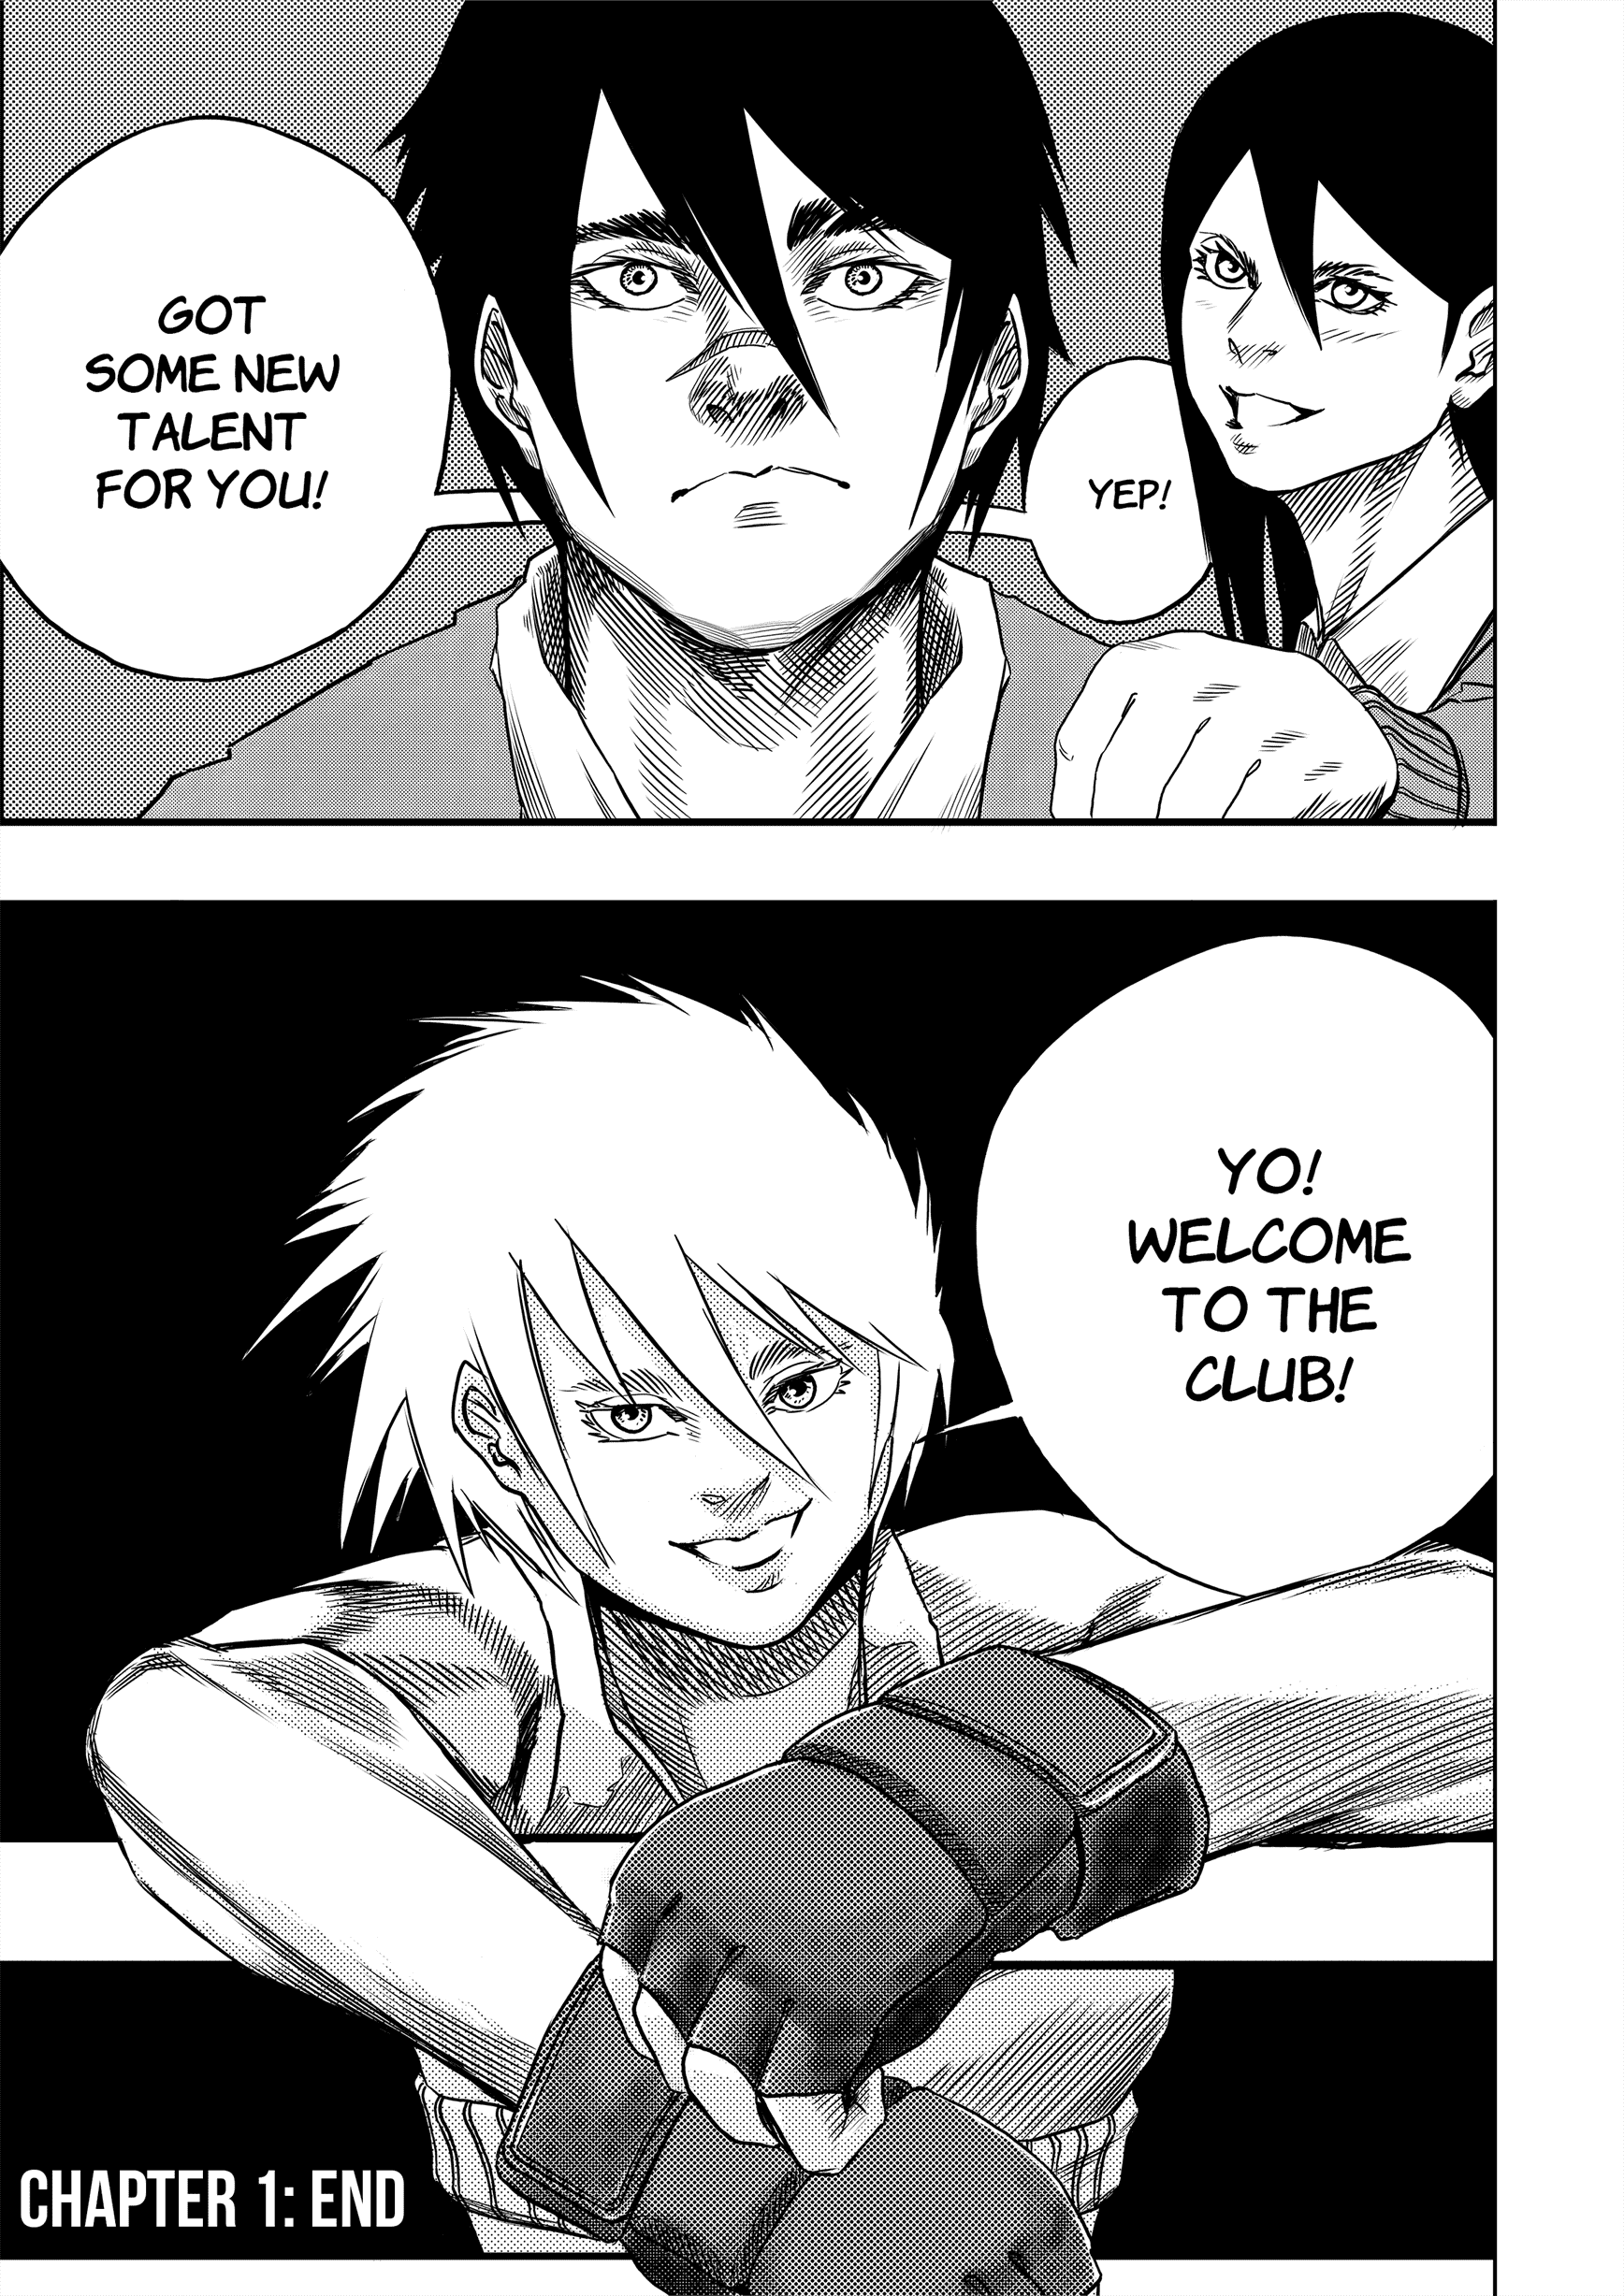 YEP!
GOT
SOME NEW
TALENT
FOR YOU!
YO!
WELCOME
TO THE
CLUB!
CHAPTER 1: END